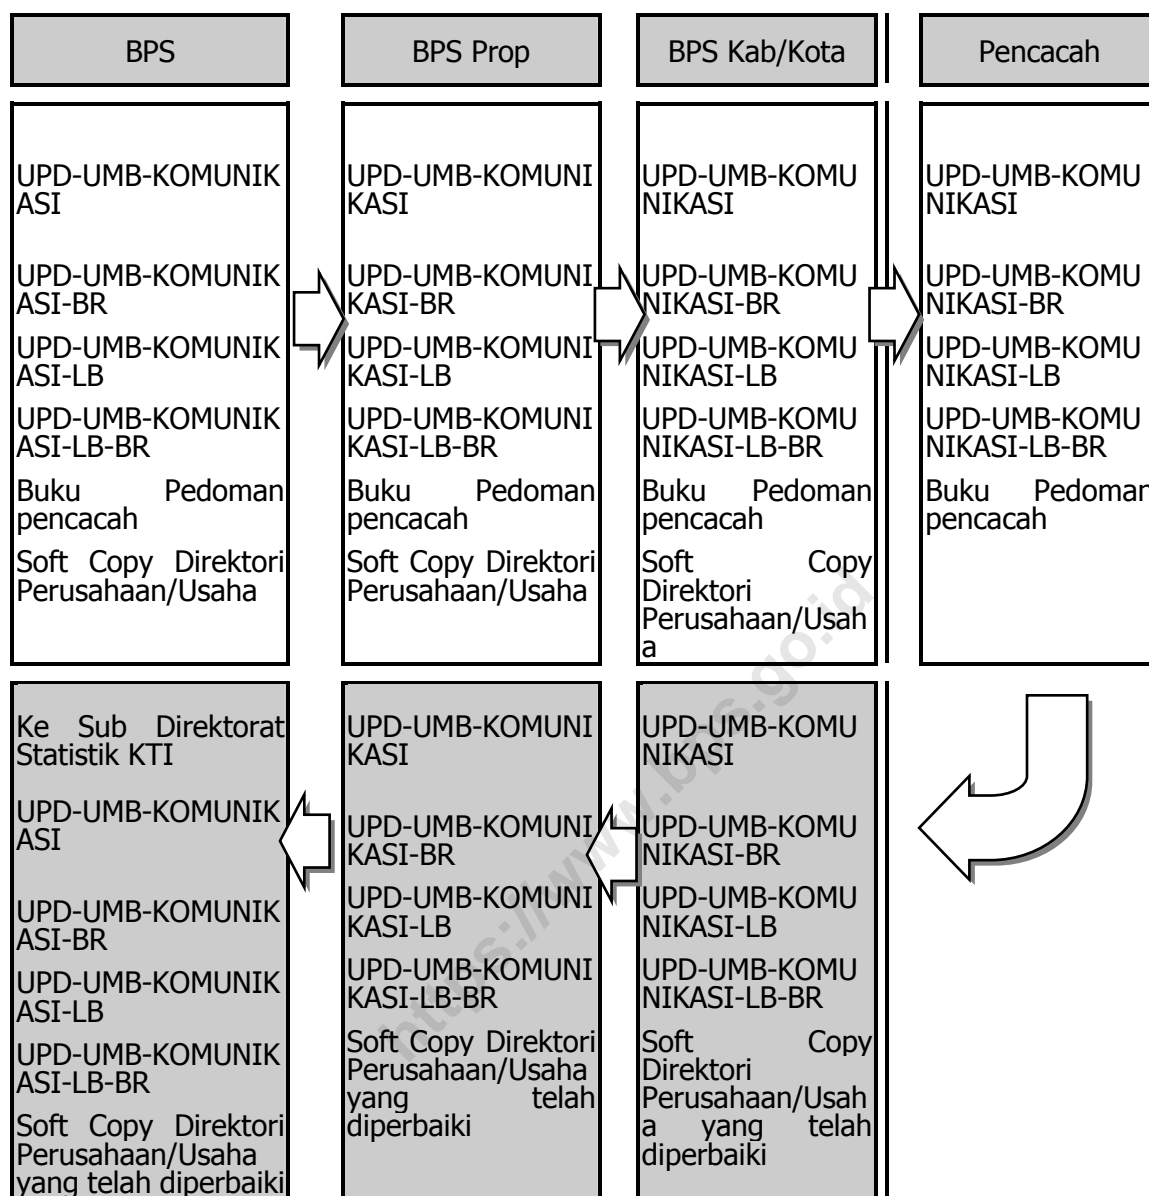 BPS
BPS Prop
BPS Kab/Kota
Pencacah
UPD-UMB-KOMUNIK
ASI
UPD-UMB-KOMUNIK
ASI-BR
UPD-UMB-KOMUNIK
ASI-LB
UPD-UMB-KOMUNIK
ASI-LB-BR
Buku Pedoman
pencacah
Soft Copy Direktori
Perusahaan/Usaha
UPD-UMB-KOMUNI
KASI
UPD-UMB-KOMUNI
KASI-BR
UPD-UMB-KOMUNI
KASI-LB
UPD-UMB-KOMUNI
KASI-LB-BR
Buku Pedoman
pencacah
Soft Copy Direktori
Perusahaan/Usaha
UPD-UMB-KOMU
NIKASI
UPD-UMB-KOMU
NIKASI-BR
UPD-UMB-KOMU
NIKASI-LB
UPD-UMB-KOMU
NIKASI-LB-BR
Buku Pedoman
pencacah
Soft Copy
Direktori
Perusahaan/Usah
a
UPD-UMB-KOMU
NIKASI
UPD-UMB-KOMU
NIKASI-BR
UPD-UMB-KOMU
NIKASI-LB
UPD-UMB-KOMU
NIKASI-LB-BR
Buku Pedoman
pencacah
Ke Sub Direktorat
Statistik KTI
UPD-UMB-KOMUNIK
ASI
UPD-UMB-KOMUNIK
ASI-BR
UPD-UMB-KOMUNIK
ASI-LB
UPD-UMB-KOMUNIK
ASI-LB-BR
Soft Copy Direktori
Perusahaan/Usaha
yang telah diperbaiki
UPD-UMB-KOMUNI
KASI
UPD-UMB-KOMUNI
KASI-BR
UPD-UMB-KOMUNI
KASI-LB
UPD-UMB-KOMUNI
KASI-LB-BR
Soft Copy Direktori
Perusahaan/Usaha
yang telah
diperbaiki
UPD-UMB-KOMU
NIKASI
UPD-UMB-KOMU
NIKASI-BR
UPD-UMB-KOMU
NIKASI-LB
UPD-UMB-KOMU
NIKASI-LB-BR
Soft Copy
Direktori
Perusahaan/Usah
a yang telah
diperbaiki
https://www.bps.go.id